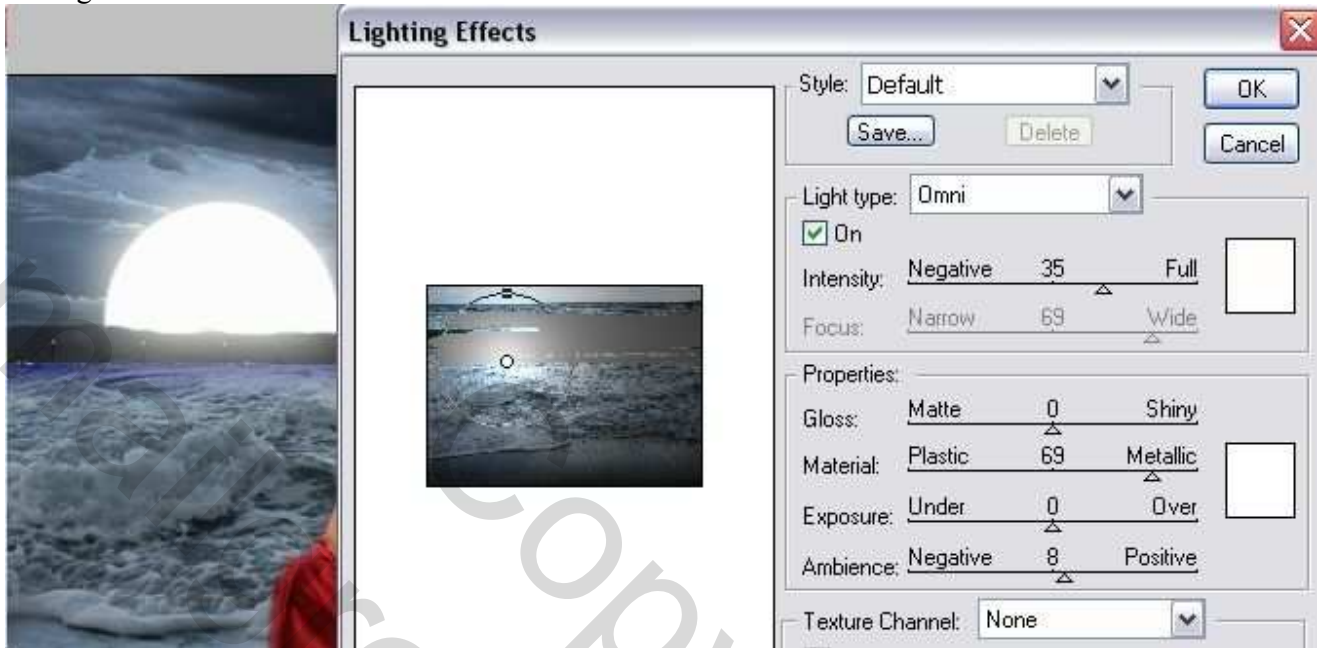 Lighting Effects
Style: Default
OK
Save...
Delete
Cancel
Light type: Omni
On
Intensity: Negative 35 Full
Focus: Narrow 69 Wide
Properties:
Gloss: Matte 0 Shiny
Material: Plastic 69 Metallic
Exposure: Under 0 Over
Ambience: Negative 8 Positive
Texture Channel: None